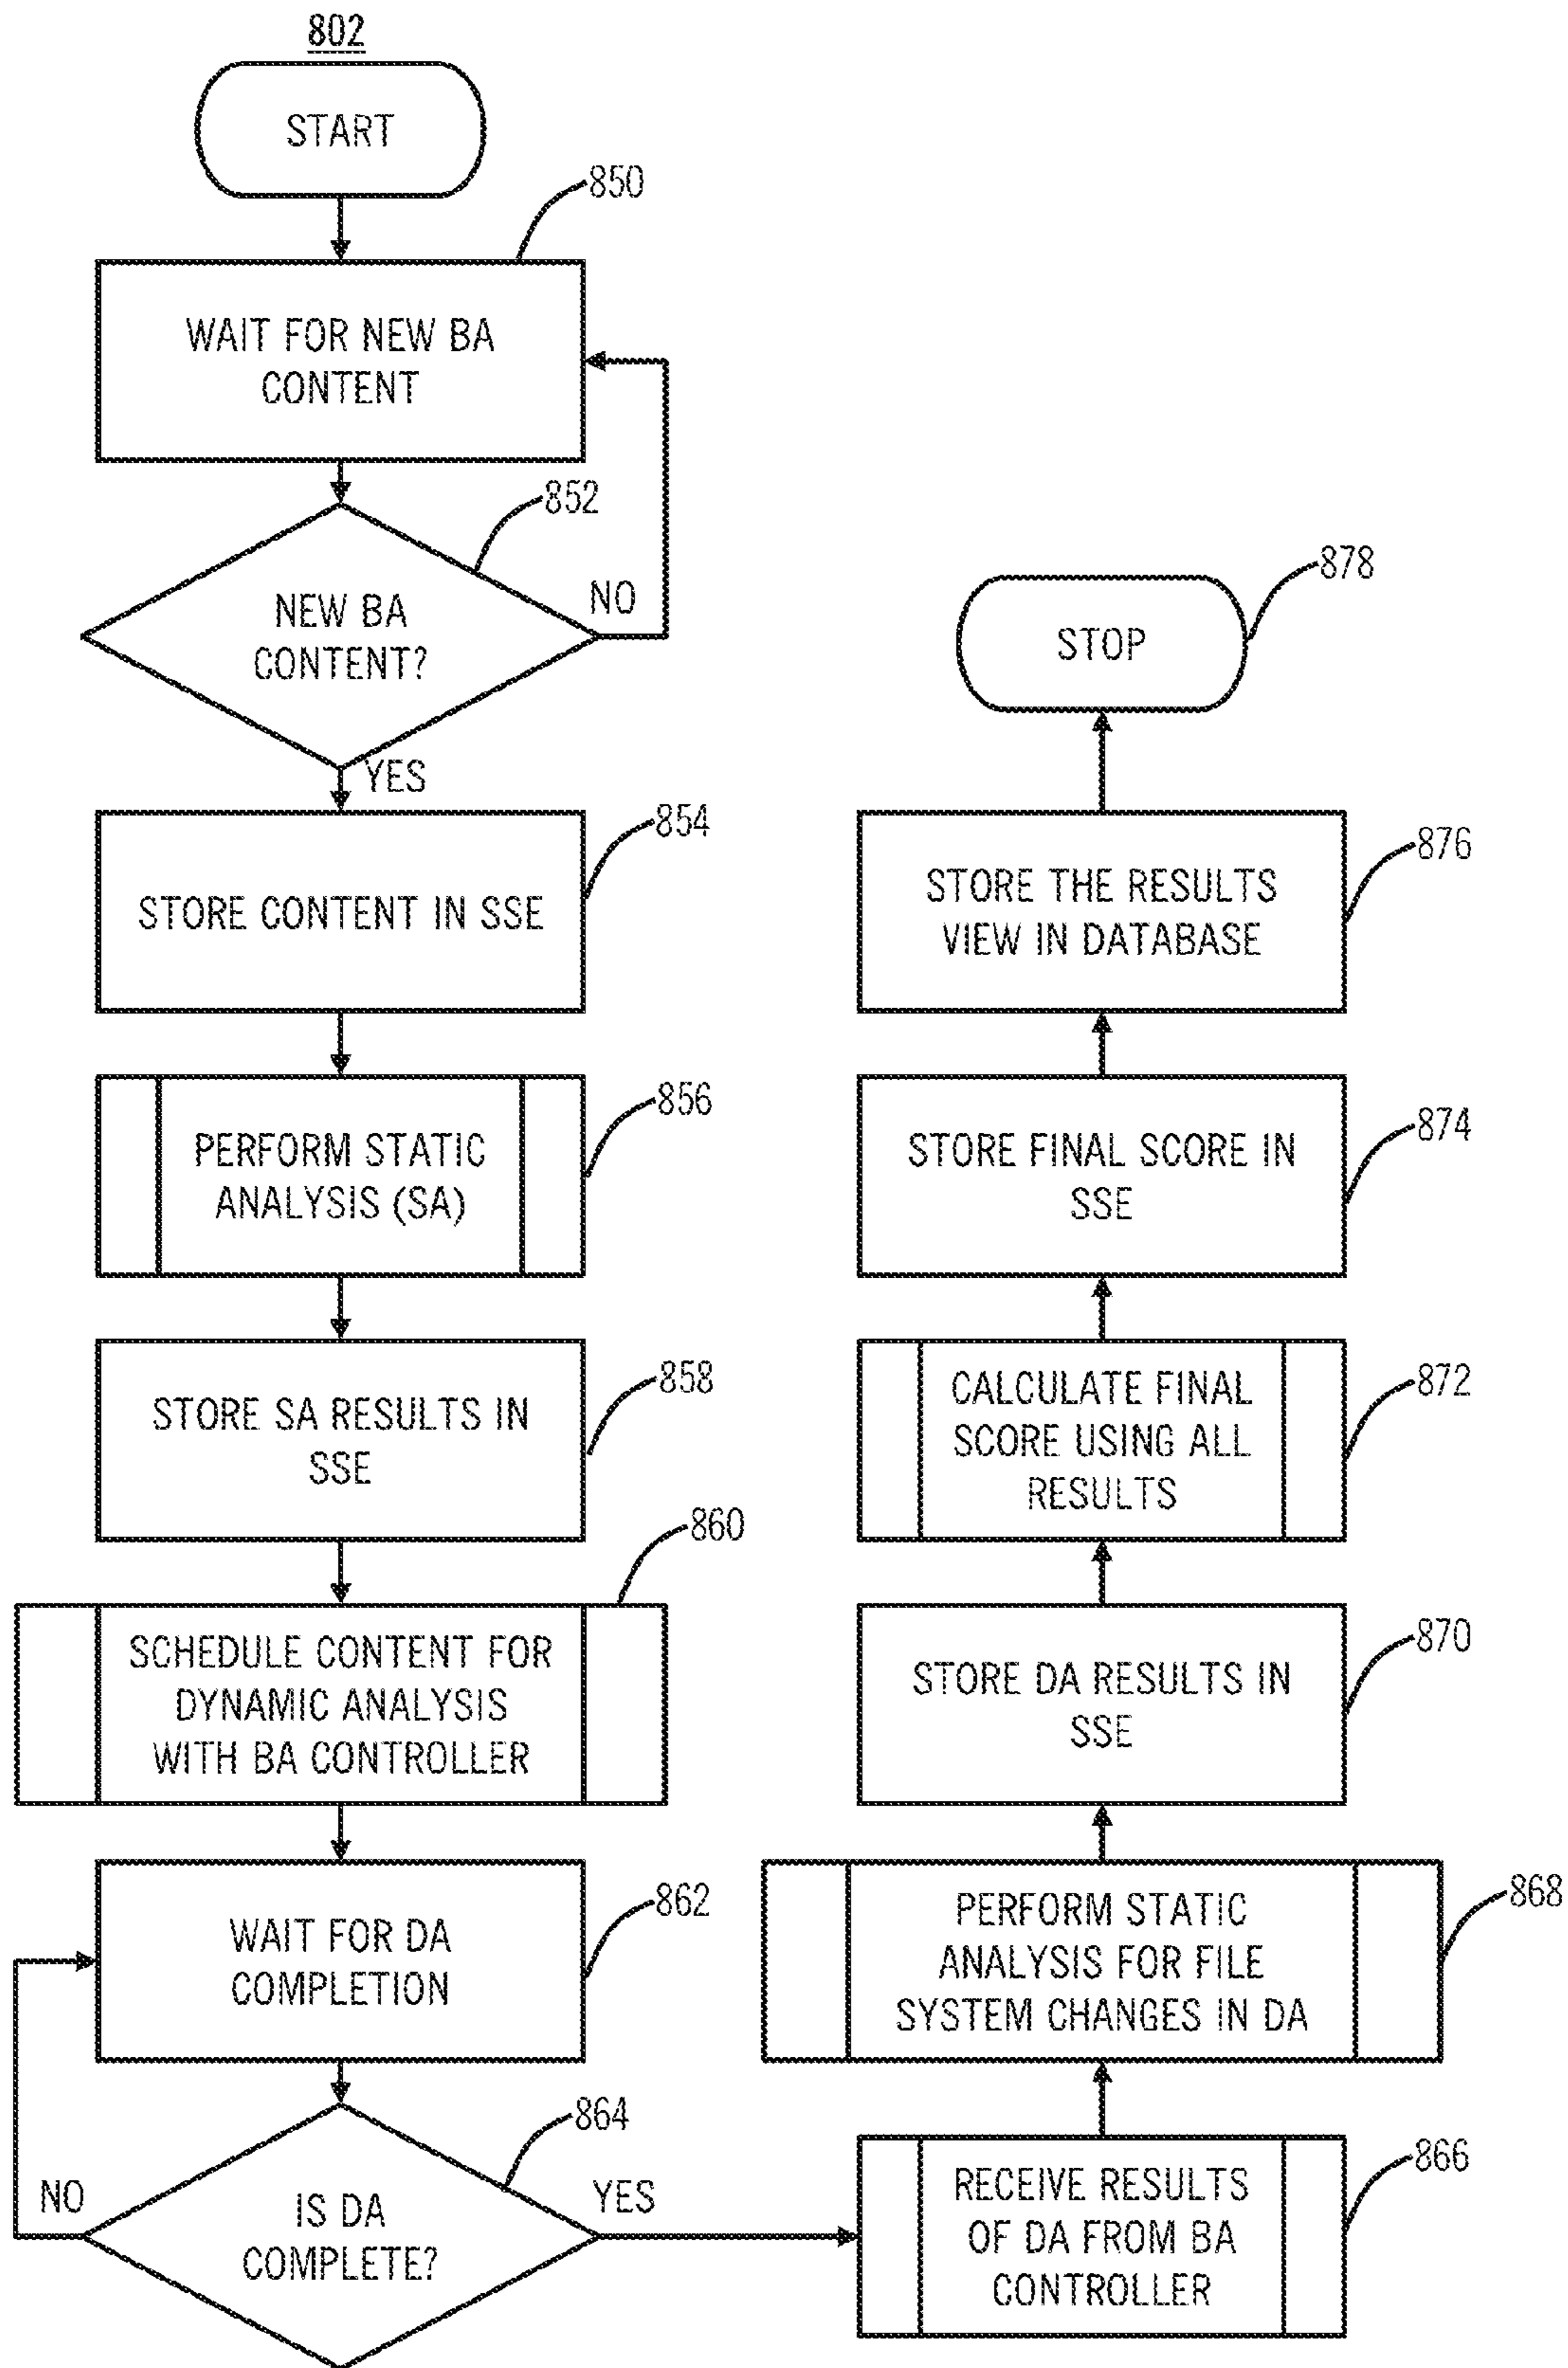 802
START
850
WAIT FOR NEW BA
CONTENT
852
NEW BA
CONTENT?
NO
YES
854
STORE CONTENT IN SSE
856
PERFORM STATIC
ANALYSIS (SA)
858
STORE SA RESULTS IN
SSE
860
SCHEDULE CONTENT FOR
DYNAMIC ANALYSIS
WITH BA CONTROLLER
862
WAIT FOR DA
COMPLETION
864
IS DA
COMPLETE?
NO
YES
866
RECEIVE RESULTS
OF DA FROM BA
CONTROLLER
868
PERFORM STATIC
ANALYSIS FOR FILE
SYSTEM CHANGES IN DA
870
STORE DA RESULTS IN
SSE
872
CALCULATE FINAL
SCORE USING ALL
RESULTS
874
STORE FINAL SCORE IN
SSE
876
STORE THE RESULTS
VIEW IN DATABASE
878
STOP